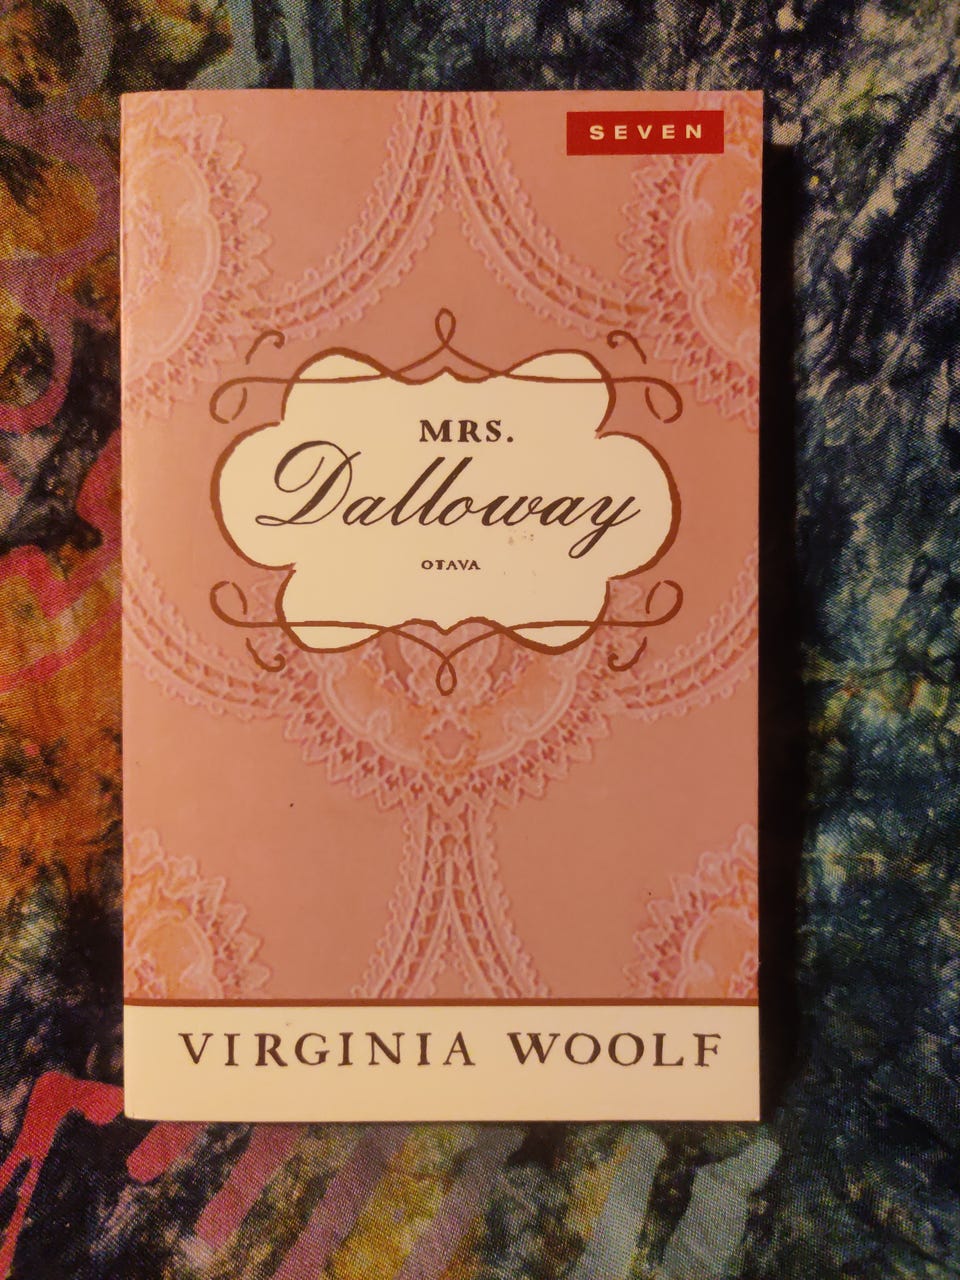 SEVEN
MRS.
Dalloway
OTAVA
VIRGINIA WOOLF